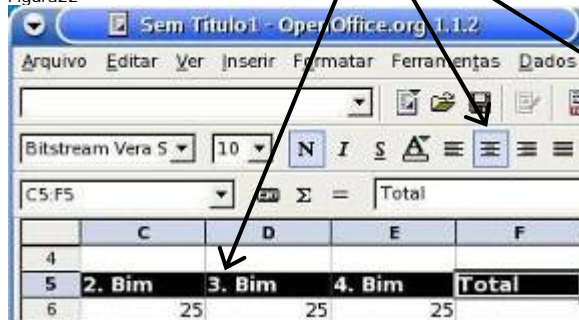 Figura22
Sem Titulo1 - OpenOffice.org 1.1.2
Arquivo Editar Ver Inserir Formatar Ferramentas Dados
Bitstream Vera S 10 N I S A
C5:F5 Σ = Total
C D E F
4
5 2. Bim 3. Bim 4. Bim Total
6 25 25 25